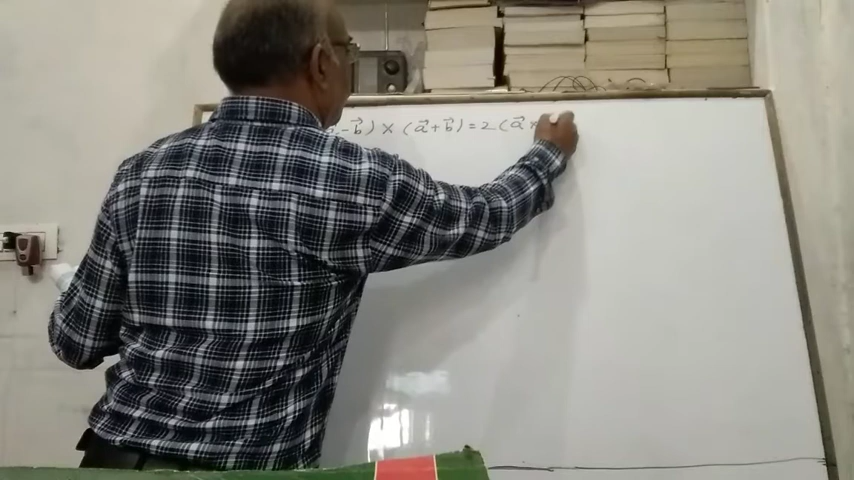 -b⃗) × (a⃗+b⃗) = 2(a⃗ ×